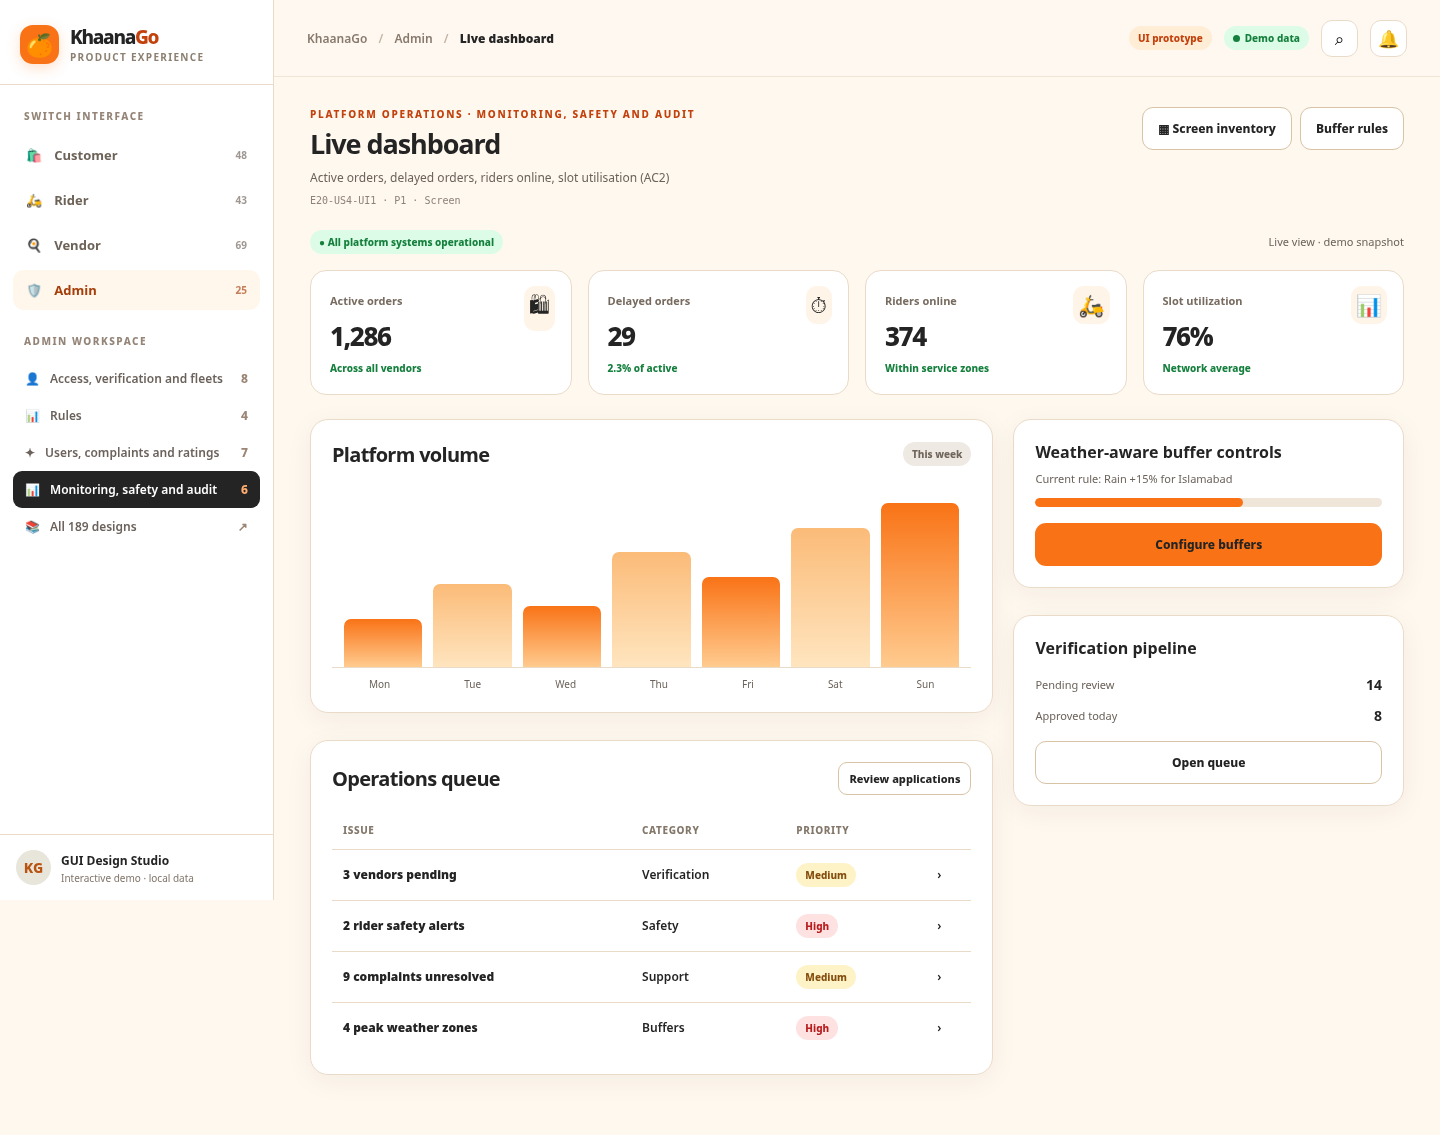 KhaanaGo
PRODUCT EXPERIENCE
SWITCH INTERFACE
Customer 48
Rider 43
Vendor 69
Admin 25
ADMIN WORKSPACE
Access, verification and fleets 8
Rules 4
Users, complaints and ratings 7
Monitoring, safety and audit 6
All 189 designs ↗
KG
GUI Design Studio
Interactive demo · local data
KhaanaGo / Admin / Live dashboard
UI prototype
Demo data
PLATFORM OPERATIONS · MONITORING, SAFETY AND AUDIT
Live dashboard
Active orders, delayed orders, riders online, slot utilisation (AC2)
E20-US4-UI1 · P1 · Screen
Screen inventory
Buffer rules
All platform systems operational
Live view · demo snapshot
Active orders
1,286
Across all vendors
Delayed orders
29
2.3% of active
Riders online
374
Within service zones
Slot utilization
76%
Network average
Platform volume
This week
Mon Tue Wed Thu Fri Sat Sun
Weather-aware buffer controls
Current rule: Rain +15% for Islamabad
Configure buffers
Verification pipeline
Pending review 14
Approved today 8
Open queue
Operations queue
Review applications
ISSUE CATEGORY PRIORITY
3 vendors pending Verification Medium ›
2 rider safety alerts Safety High ›
9 complaints unresolved Support Medium ›
4 peak weather zones Buffers High ›